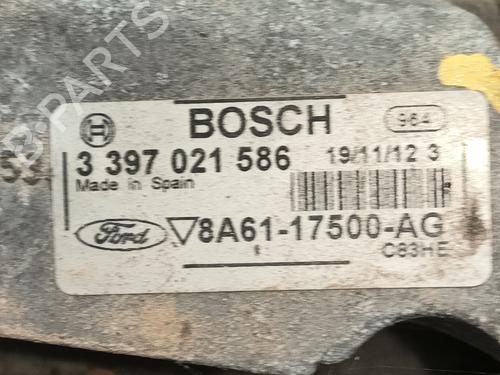 B-PARTS
BOSCH
964
53
3 397 021 586
19/11/12 3
Made in Spain
Ford
8A61-17500-AG
C83HE